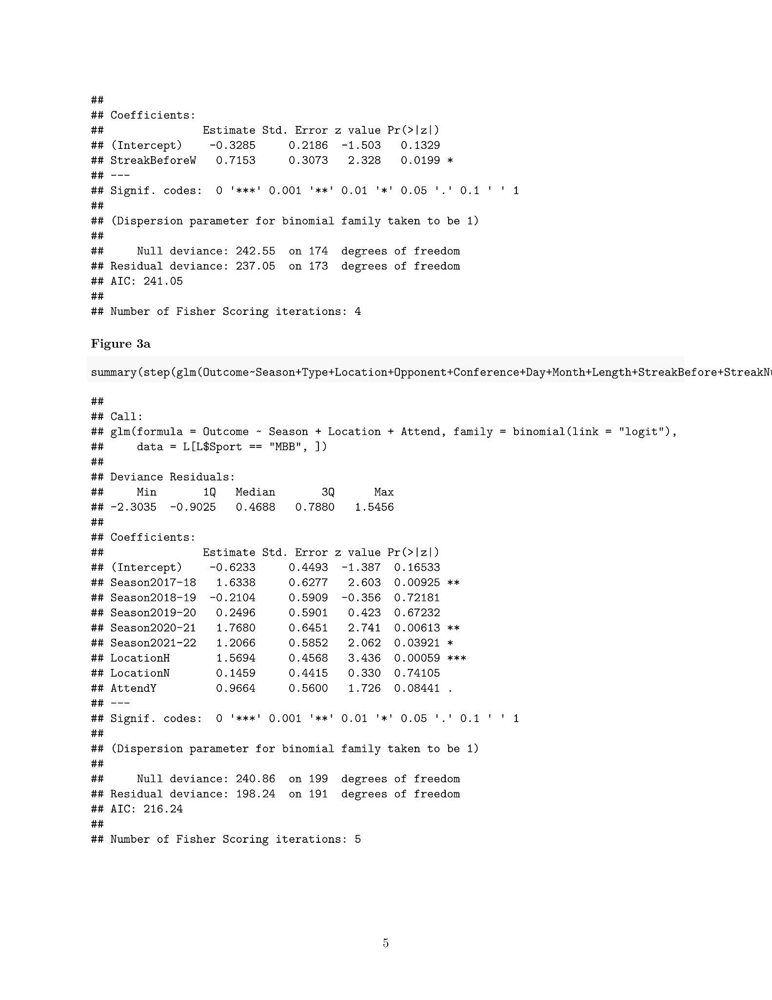 ##
## Coefficients:
##               Estimate Std. Error z value Pr(>|z|)
## (Intercept)    -0.3285     0.2186  -1.503   0.1329
## StreakBeforeW   0.7153     0.3073   2.328   0.0199 *
## ---
## Signif. codes:  0 '***' 0.001 '**' 0.01 '*' 0.05 '.' 0.1 ' ' 1
##
## (Dispersion parameter for binomial family taken to be 1)
##
##     Null deviance: 242.55  on 174  degrees of freedom
## Residual deviance: 237.05  on 173  degrees of freedom
## AIC: 241.05
##
## Number of Fisher Scoring iterations: 4
Figure 3a
summary(step(glm(Outcome~Season+Type+Location+Opponent+Conference+Day+Month+Length+StreakBefore+StreakNu
##
## Call:
## glm(formula = Outcome ~ Season + Location + Attend, family = binomial(link = "logit"),
##     data = L[L$Sport == "MBB", ])
##
## Deviance Residuals:
##     Min       1Q   Median       3Q      Max
## -2.3035  -0.9025   0.4688   0.7880   1.5456
##
## Coefficients:
##               Estimate Std. Error z value Pr(>|z|)
## (Intercept)    -0.6233     0.4493  -1.387  0.16533
## Season2017-18   1.6338     0.6277   2.603  0.00925 **
## Season2018-19  -0.2104     0.5909  -0.356  0.72181
## Season2019-20   0.2496     0.5901   0.423  0.67232
## Season2020-21   1.7680     0.6451   2.741  0.00613 **
## Season2021-22   1.2066     0.5852   2.062  0.03921 *
## LocationH       1.5694     0.4568   3.436  0.00059 ***
## LocationN       0.1459     0.4415   0.330  0.74105
## AttendY         0.9664     0.5600   1.726  0.08441 .
## ---
## Signif. codes:  0 '***' 0.001 '**' 0.01 '*' 0.05 '.' 0.1 ' ' 1
##
## (Dispersion parameter for binomial family taken to be 1)
##
##     Null deviance: 240.86  on 199  degrees of freedom
## Residual deviance: 198.24  on 191  degrees of freedom
## AIC: 216.24
##
## Number of Fisher Scoring iterations: 5
5